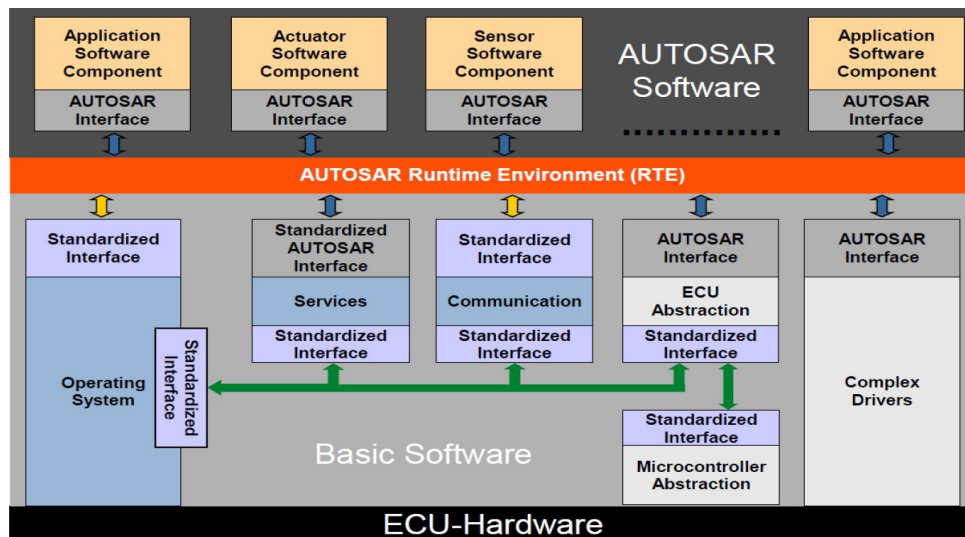 Application
Software
Component
AUTOSAR
Interface
Actuator
Software
Component
AUTOSAR
Interface
Sensor
Software
Component
AUTOSAR
Interface
AUTOSAR
Software
Application
Software
Component
AUTOSAR
Interface
AUTOSAR Runtime Environment (RTE)
Standardized
Interface
Operating
System
Standardized
Interface
Standardized
AUTOSAR
Interface
Services
Standardized
Interface
Standardized
Interface
Communication
Standardized
Interface
AUTOSAR
Interface
ECU
Abstraction
Standardized
Interface
Standardized
Interface
Microcontroller
Abstraction
AUTOSAR
Interface
Complex
Drivers
Basic Software
ECU-Hardware